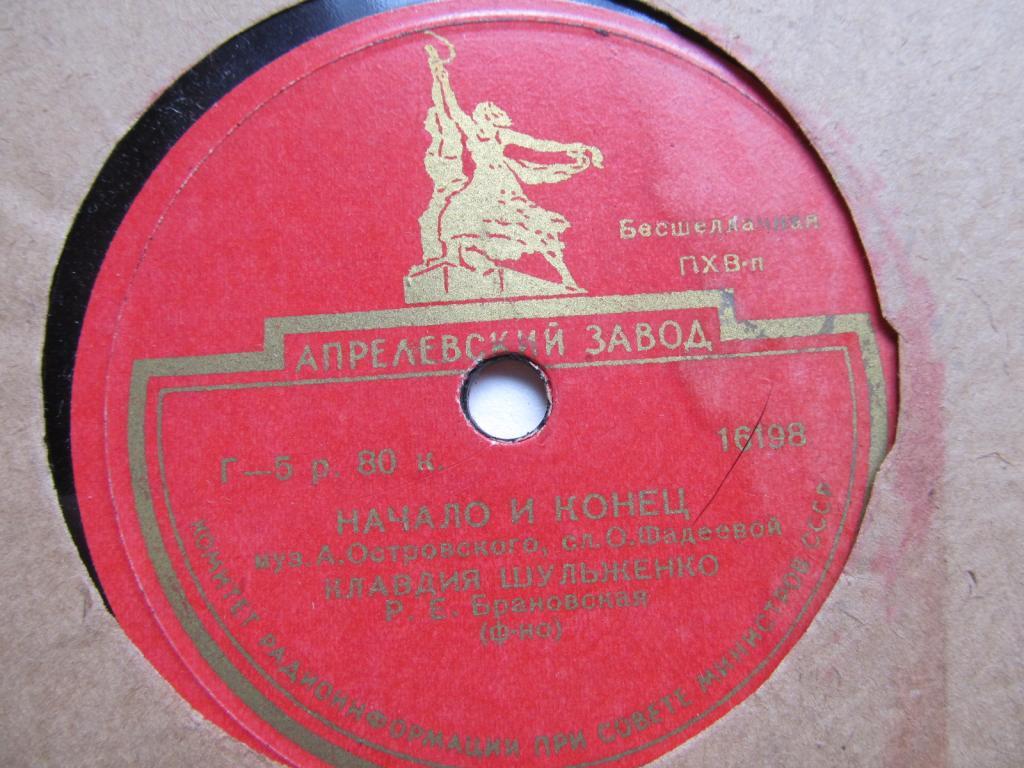 Бесшеллачная
ПХВ-п
АПРЕЛЕВСКИЙ ЗАВОД
Г—5 р. 80 к.
16198
НАЧАЛО И КОНЕЦ
муз. А. Островского, сл. О. Фадеевой
КЛАВДИЯ ШУЛЬЖЕНКО
Р. Е. Брановская
(ф-но)
КОМИТЕТ РАДИОИНФОРМАЦИИ ПРИ СОВЕТЕ МИНИСТРОВ СССР